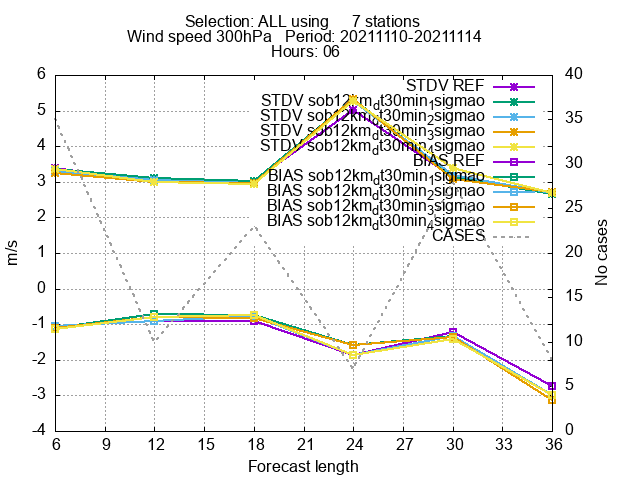 Selection: ALL using 7 stations
Wind speed 300hPa Period: 20211110-20211114
Hours: 06
STDV REF
STDV sob12km_dt30min_1sigmao
STDV sob12km_dt30min_2sigmao
STDV sob12km_dt30min_3sigmao
STDV sob12km_dt30min_4sigmao
BIAS REF
BIAS sob12km_dt30min_1sigmao
BIAS sob12km_dt30min_2sigmao
BIAS sob12km_dt30min_3sigmao
BIAS sob12km_dt30min_4sigmao
CASES
6
5
4
3
2
1
0
-1
-2
-3
-4
m/s
40
35
30
25
20
15
10
5
0
No cases
6 9 12 15 18 21 24 27 30 33 36
Forecast length